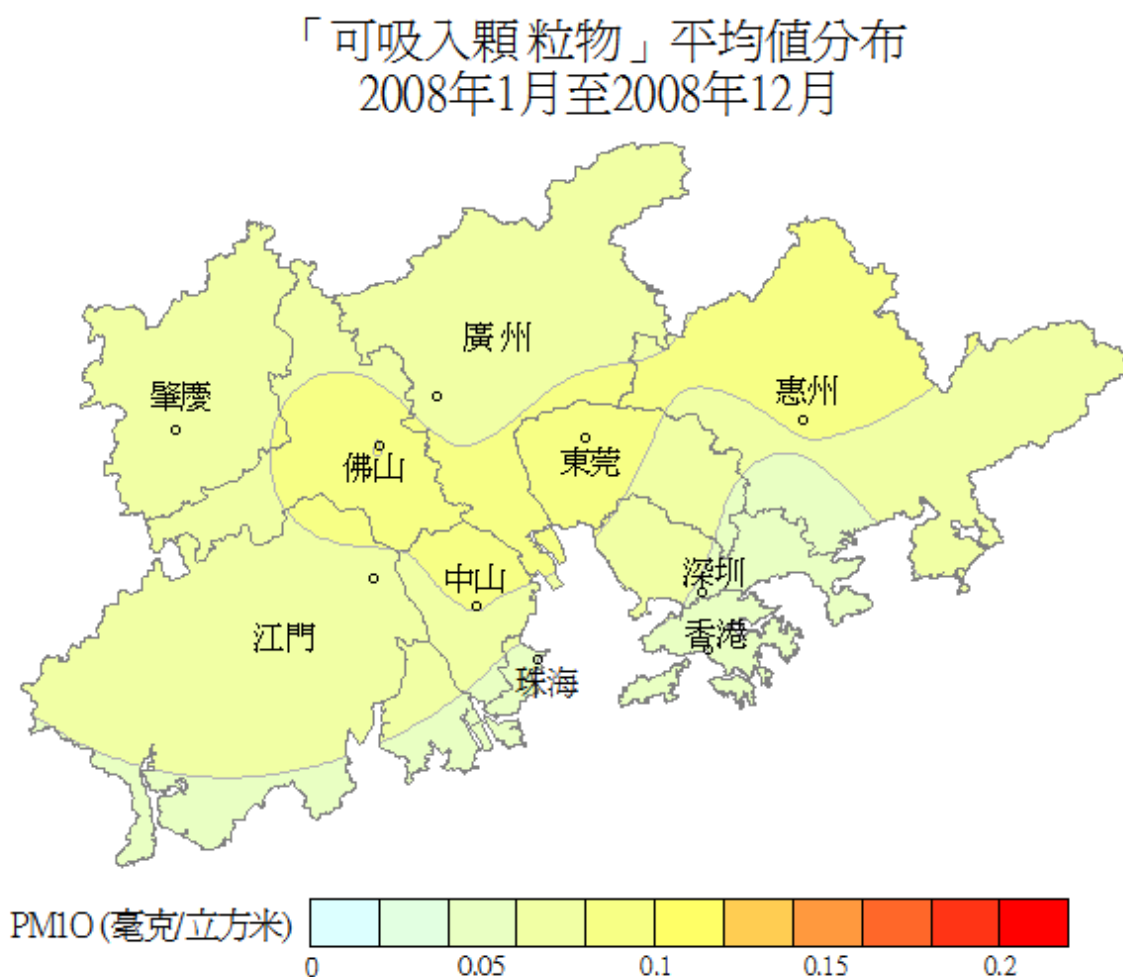 「可吸入顆粒物」平均值分布
2008年1月至2008年12月
廣州
肇慶
惠州
佛山
東莞
中山
深圳
江門
香港
珠海
PM10 (毫克/立方米)
0 0.05 0.1 0.15 0.2